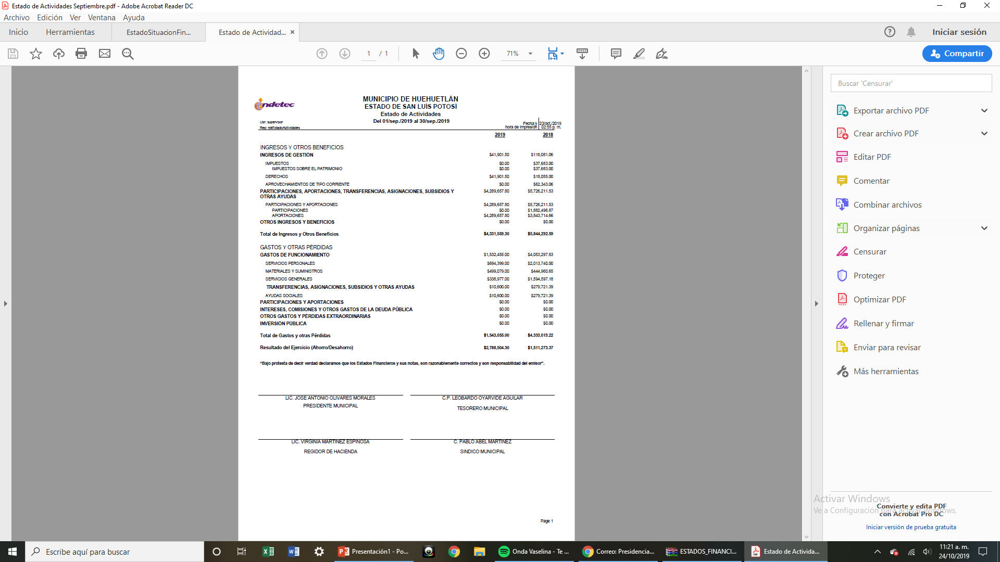 Estado de Actividades Septiembre.pdf - Adobe Acrobat Reader DC
Archivo Edición Ver Ventana Ayuda
Inicio Herramientas EstadoSituacionFin... Estado de Actividad... ×
Iniciar sesión
1 / 1 71% Compartir
indetec
MUNICIPIO DE HUEHUETLÁN
ESTADO DE SAN LUÍS POTOSÍ
Estado de Actividades
Del 01/sep./2019 al 30/sep./2019
Usr: supervisor
Rep: rptEstadoActividades
Fecha y 23/oct./2019
hora de Impresión 02:55 p. m.
2019 2018
INGRESOS Y OTROS BENEFICIOS
INGRESOS DE GESTIÓN $41,901.50 $118,081.06
IMPUESTOS $0.00 $37,683.00
IMPUESTOS SOBRE EL PATRIMONIO $0.00 $37,683.00
DERECHOS $41,901.50 $18,055.00
APROVECHAMIENTOS DE TIPO CORRIENTE $0.00 $62,343.06
PARTICIPACIONES, APORTACIONES, TRANSFERENCIAS, ASIGNACIONES, SUBSIDIOS Y $4,289,657.80 $5,726,211.53
OTRAS AYUDAS
PARTICIPACIONES Y APORTACIONES $4,289,657.80 $5,726,211.53
PARTICIPACIONES $0.00 $1,882,496.87
APORTACIONES $4,289,657.80 $3,843,714.66
OTROS INGRESOS Y BENEFICIOS $0.00 $0.00
Total de Ingresos y Otros Beneficios $4,331,559.30 $5,844,292.59
GASTOS Y OTRAS PÉRDIDAS
GASTOS DE FUNCIONAMIENTO $1,532,455.00 $4,053,297.83
SERVICIOS PERSONALES $694,399.00 $2,013,740.00
MATERIALES Y SUMINISTROS $499,079.00 $444,960.65
SERVICIOS GENERALES $338,977.00 $1,594,597.18
TRANSFERENCIAS, ASIGNACIONES, SUBSIDIOS Y OTRAS AYUDAS $10,600.00 $279,721.39
AYUDAS SOCIALES $10,600.00 $279,721.39
PARTICIPACIONES Y APORTACIONES $0.00 $0.00
INTERESES, COMISIONES Y OTROS GASTOS DE LA DEUDA PÚBLICA $0.00 $0.00
OTROS GASTOS Y PÉRDIDAS EXTRAORDINARIAS $0.00 $0.00
INVERSIÓN PÚBLICA $0.00 $0.00
Total de Gastos y otras Pérdidas $1,543,055.00 $4,333,019.22
Resultado del Ejercicio (Ahorro/Desahorro) $2,788,504.30 $1,511,273.37
“Bajo protesta de decir verdad declaramos que los Estados Financieros y sus notas, son razonablemente correctos y son responsabilidad del emisor”.
LIC. JOSE ANTONIO OLIVARES MORALES C.P. LEOBARDO OYARVIDE AGUILAR
PRESIDENTE MUNICIPAL TESORERO MUNICIPAL
LIC. VIRGINIA MARTINEZ ESPINOSA C. PABLO ABEL MARTINEZ
REGIDOR DE HACIENDA SINDICO MUNICIPAL
Page 1
Buscar 'Censurar'
Exportar archivo PDF
Crear archivo PDF
Editar PDF
Comentar
Combinar archivos
Organizar páginas
Censurar
Proteger
Optimizar PDF
Rellenar y firmar
Enviar para revisar
Más herramientas
Activar Windows
Ve a Configuración para activar Windows.
Convierte y edita PDF
con Acrobat Pro DC
Iniciar versión de prueba gratuita
Escribe aquí para buscar
Presentación1 - Po...
Onda Vaselina - Te ...
Correo: Presidencia...
ESTADOS_FINANCI...
Estado de Activida...
11:21 a. m.
24/10/2019